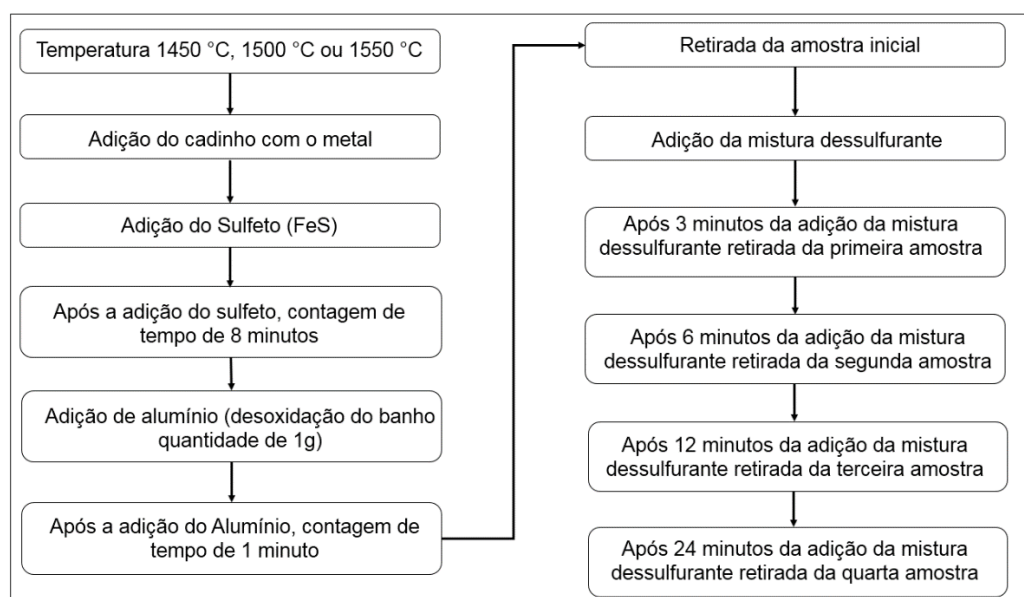 Temperatura 1450 °C, 1500 °C ou 1550 °C
Adição do cadinho com o metal
Adição do Sulfeto (FeS)
Após a adição do sulfeto, contagem de
tempo de 8 minutos
Adição de alumínio (desoxidação do banho
quantidade de 1g)
Após a adição do Alumínio, contagem de
tempo de 1 minuto
Retirada da amostra inicial
Adição da mistura dessulfurante
Após 3 minutos da adição da mistura
dessulfurante retirada da primeira amostra
Após 6 minutos da adição da mistura
dessulfurante retirada da segunda amostra
Após 12 minutos da adição da mistura
dessulfurante retirada da terceira amostra
Após 24 minutos da adição da mistura
dessulfurante retirada da quarta amostra